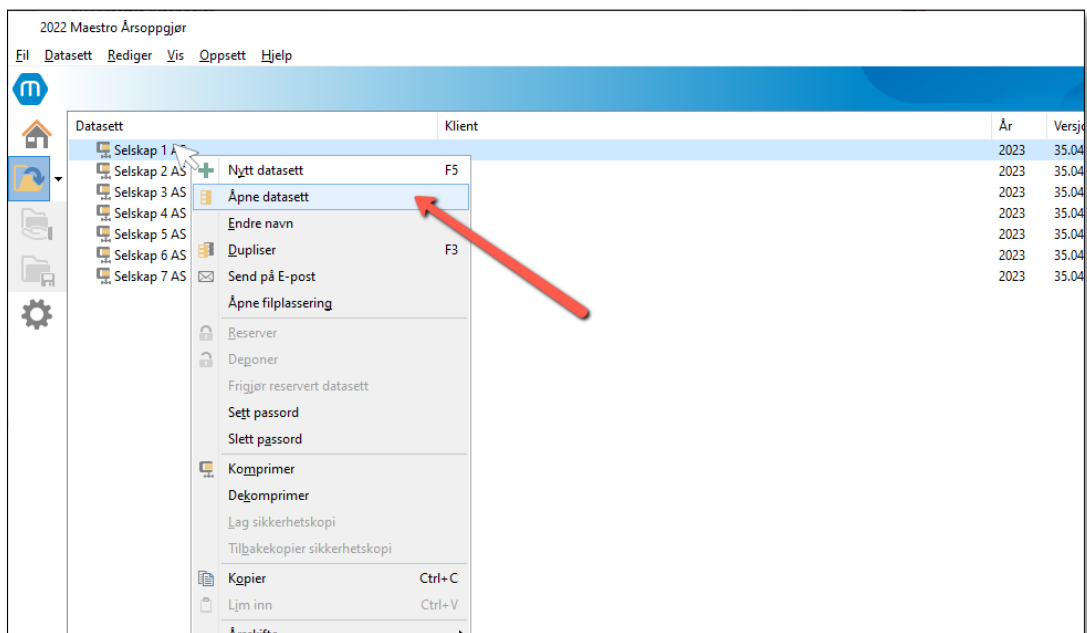 2022 Maestro Årsoppgjør
Fil Datasett Rediger Vis Oppsett Hjelp
Datasett Klient År
Selskap 1 2023 35.04
Selskap 2 AS 2023 35.04
Selskap 3 AS 2023 35.04
Selskap 4 AS 2023 35.04
Selskap 5 AS 2023 35.04
Selskap 6 AS 2023 35.04
Selskap 7 AS 2023 35.04
Nytt datasett F5
Åpne datasett
Endre navn
Dupliser F3
Send på E-post
Åpne filplassering
Reserver
Deponer
Frigjør reservert datasett
Sett passord
Slett passord
Komprimer
Dekomprimer
Lag sikkerhetskopi
Tilbakekopier sikkerhetskopi
Kopier Ctrl+C
Lim inn Ctrl+V